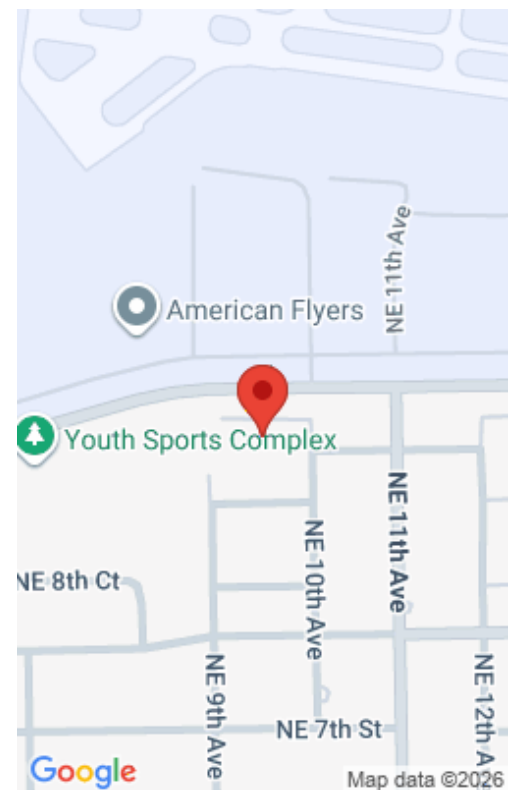 NE 11th Ave
American Flyers
Youth Sports Complex
NE 11th Ave
NE 10th Ave
NE 8th Ct
NE 9th Ave
NE 12th A
NE 7th St
Google
Map data ©2026